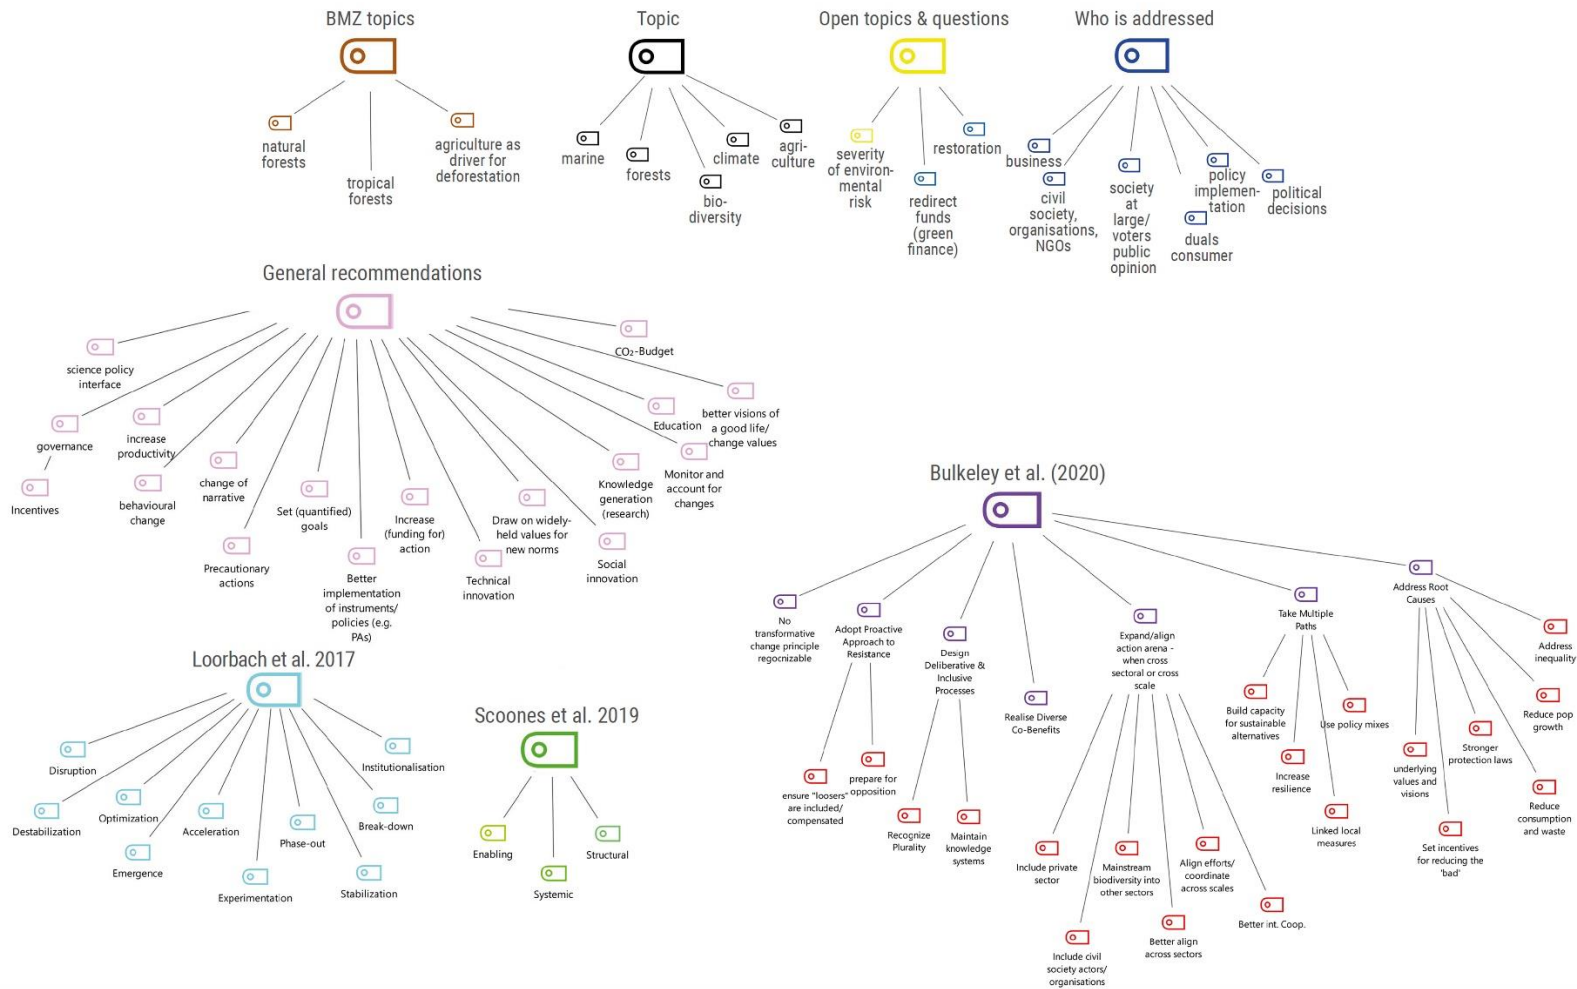 BMZ topics
Topic
Open topics & questions
Who is addressed
natural
forests
tropical
forests
agriculture as
driver for
deforestation
marine
forests
bio-
diversity
climate
agri-
culture
severity
of environ-
mental
risk
redirect
funds
(green
finance)
restoration
business
civil
society,
organisations,
NGOs
society
at
large/
voters
public
opinion
duals
consumer
policy
implemen-
tation
political
decisions
General recommendations
science policy
interface
governance
Incentives
increase
productivity
behavioural
change
change of
narrative
Precautionary
actions
Set (quantified)
goals
Better
implementation
of instruments/
policies (e.g.
PAs)
Increase
(funding for)
action
Technical
innovation
Draw on widely-
held values for
new norms
Social
innovation
Knowledge
generation
(research)
Monitor and
account for
changes
Education
better visions of
a good life/
change values
CO₂-Budget
Loorbach et al. 2017
Disruption
Destabilization
Optimization
Emergence
Acceleration
Experimentation
Phase-out
Stabilization
Break-down
Institutionalisation
Scoones et al. 2019
Enabling
Systemic
Structural
Bulkeley et al. (2020)
No
transformative
change principle
regocnizable
Adopt Proactive
Approach to
Resistance
ensure "loosers"
are included/
compensated
prepare for
opposition
Design
Deliberative &
Inclusive
Processes
Recognize
Plurality
Maintain
knowledge
systems
Realise Diverse
Co-Benefits
Expand/align
action arena -
when cross
sectoral or cross
scale
Include private
sector
Include civil
society actors/
organisations
Mainstream
biodiversity into
other sectors
Better align
across sectors
Align efforts/
coordinate
across scales
Better int. Coop.
Take Multiple
Paths
Build capacity
for sustainable
alternatives
Increase
resilience
Linked local
measures
Use policy mixes
Address Root
Causes
underlying
values and
visions
Set incentives
for reducing the
'bad'
Stronger
protection laws
Reduce
consumption
and waste
Reduce pop
growth
Address
inequality